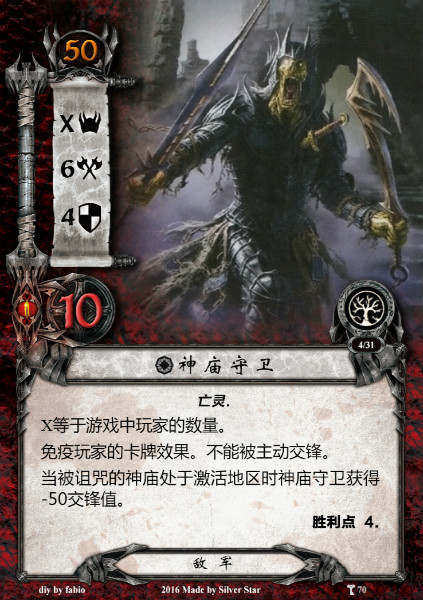 50
X
6
4
10
4/31
神庙守卫
亡灵.
X等于游戏中玩家的数量。
免疫玩家的卡牌效果。不能被主动交锋。
当被诅咒的神庙处于激活地区时神庙守卫获得
-50交锋值。
胜利点 4.
敌军
diy by fabio 2016 Made by Silver Star 70